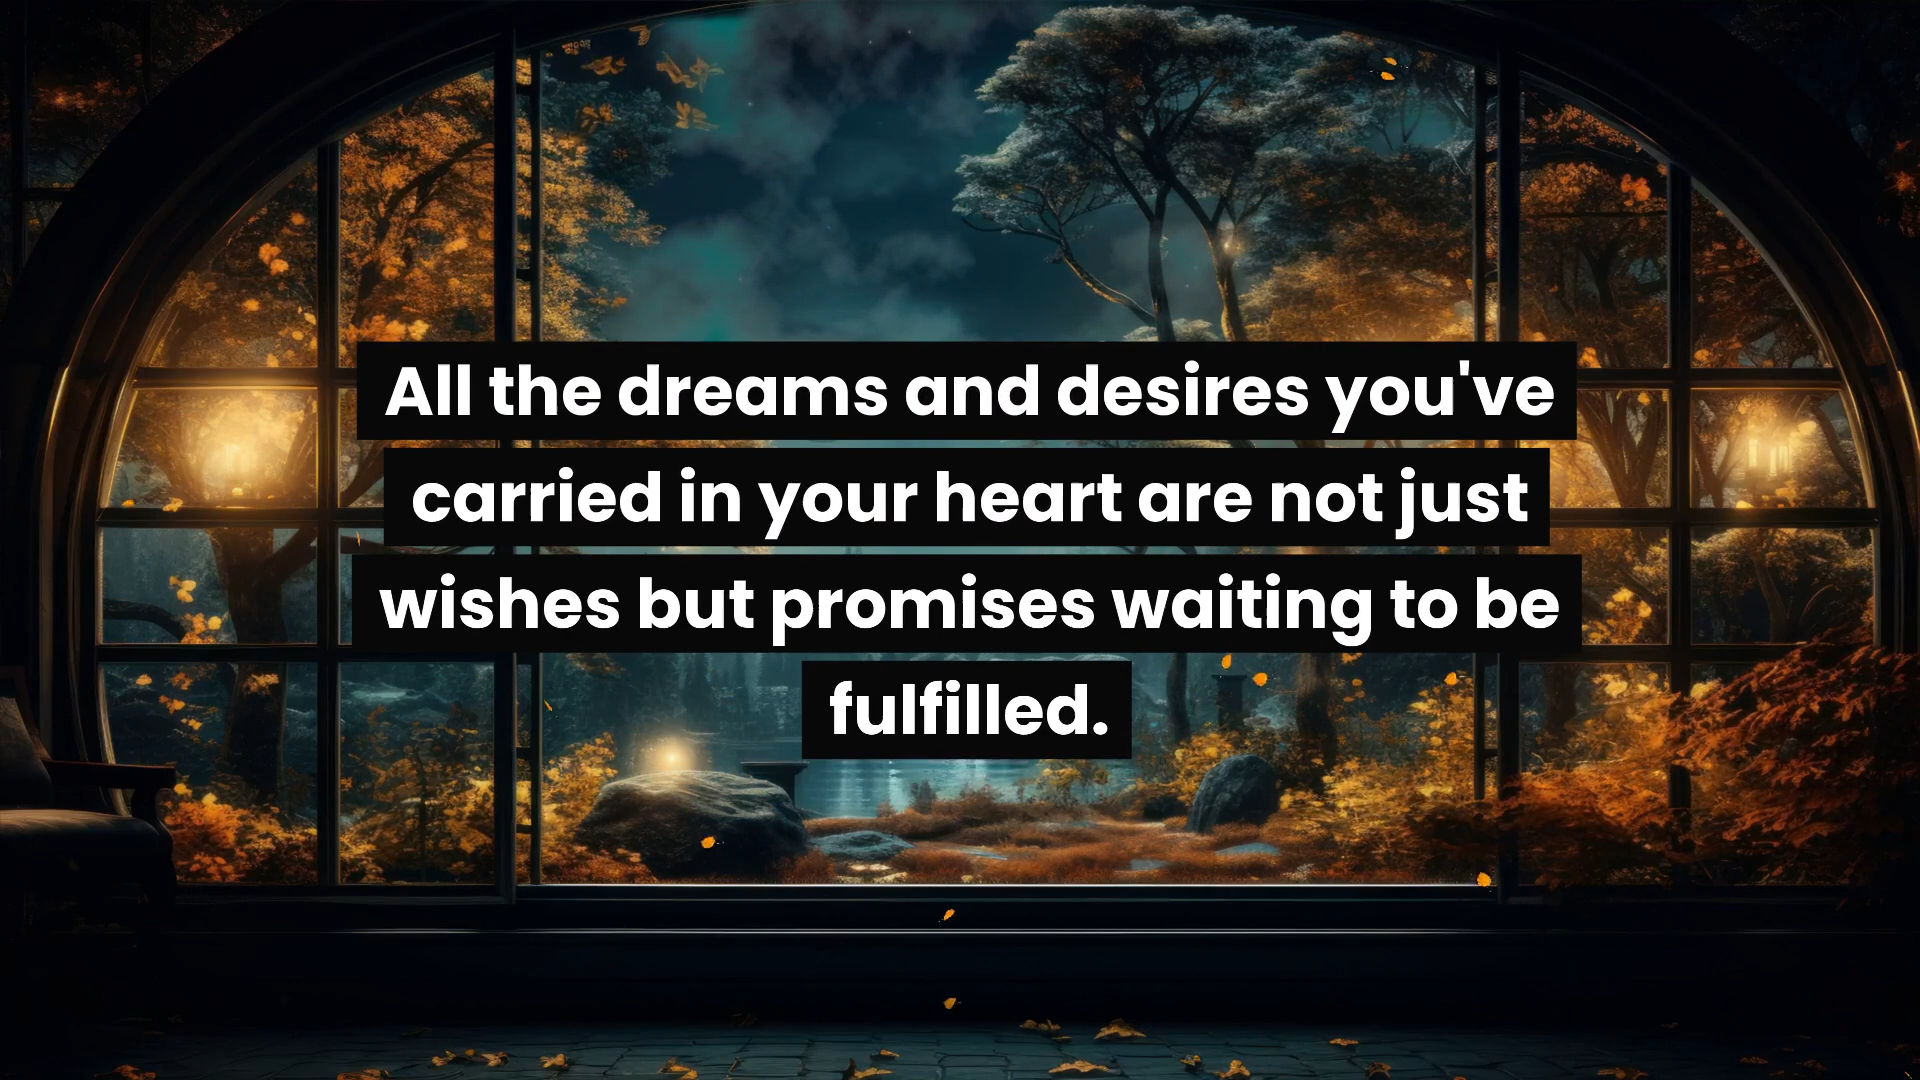 All the dreams and desires you've
carried in your heart are not just
wishes but promises waiting to be
fulfilled.